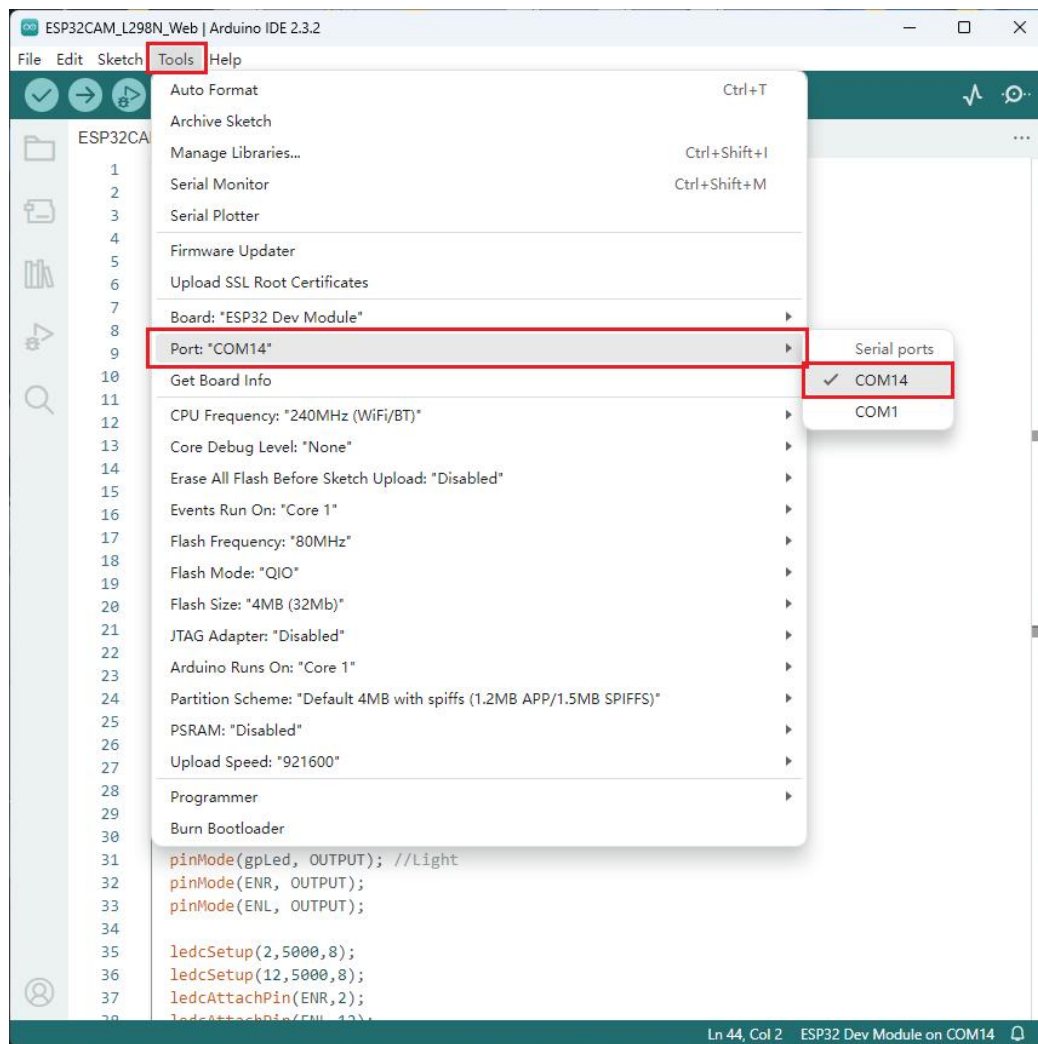 ESP32CAM_L298N_Web | Arduino IDE 2.3.2
File Edit Sketch Tools Help
ESP32CA
Auto Format Ctrl+T
Archive Sketch
Manage Libraries... Ctrl+Shift+I
Serial Monitor Ctrl+Shift+M
Serial Plotter
Firmware Updater
Upload SSL Root Certificates
Board: "ESP32 Dev Module"
Port: "COM14"
Serial ports
COM14
COM1
Get Board Info
CPU Frequency: "240MHz (WiFi/BT)"
Core Debug Level: "None"
Erase All Flash Before Sketch Upload: "Disabled"
Events Run On: "Core 1"
Flash Frequency: "80MHz"
Flash Mode: "QIO"
Flash Size: "4MB (32Mb)"
JTAG Adapter: "Disabled"
Arduino Runs On: "Core 1"
Partition Scheme: "Default 4MB with spiffs (1.2MB APP/1.5MB SPIFFS)"
PSRAM: "Disabled"
Upload Speed: "921600"
Programmer
Burn Bootloader
1
2
3
4
5
6
7
8
9
10
11
12
13
14
15
16
17
18
19
20
21
22
23
24
25
26
27
28
29
30
31 pinMode(gpLed, OUTPUT); //Light
32 pinMode(ENR, OUTPUT);
33 pinMode(ENL, OUTPUT);
34
35 ledcSetup(2,5000,8);
36 ledcSetup(12,5000,8);
37 ledcAttachPin(ENR,2);
38 ledcAttachPin(ENL,12);
Ln 44, Col 2 ESP32 Dev Module on COM14